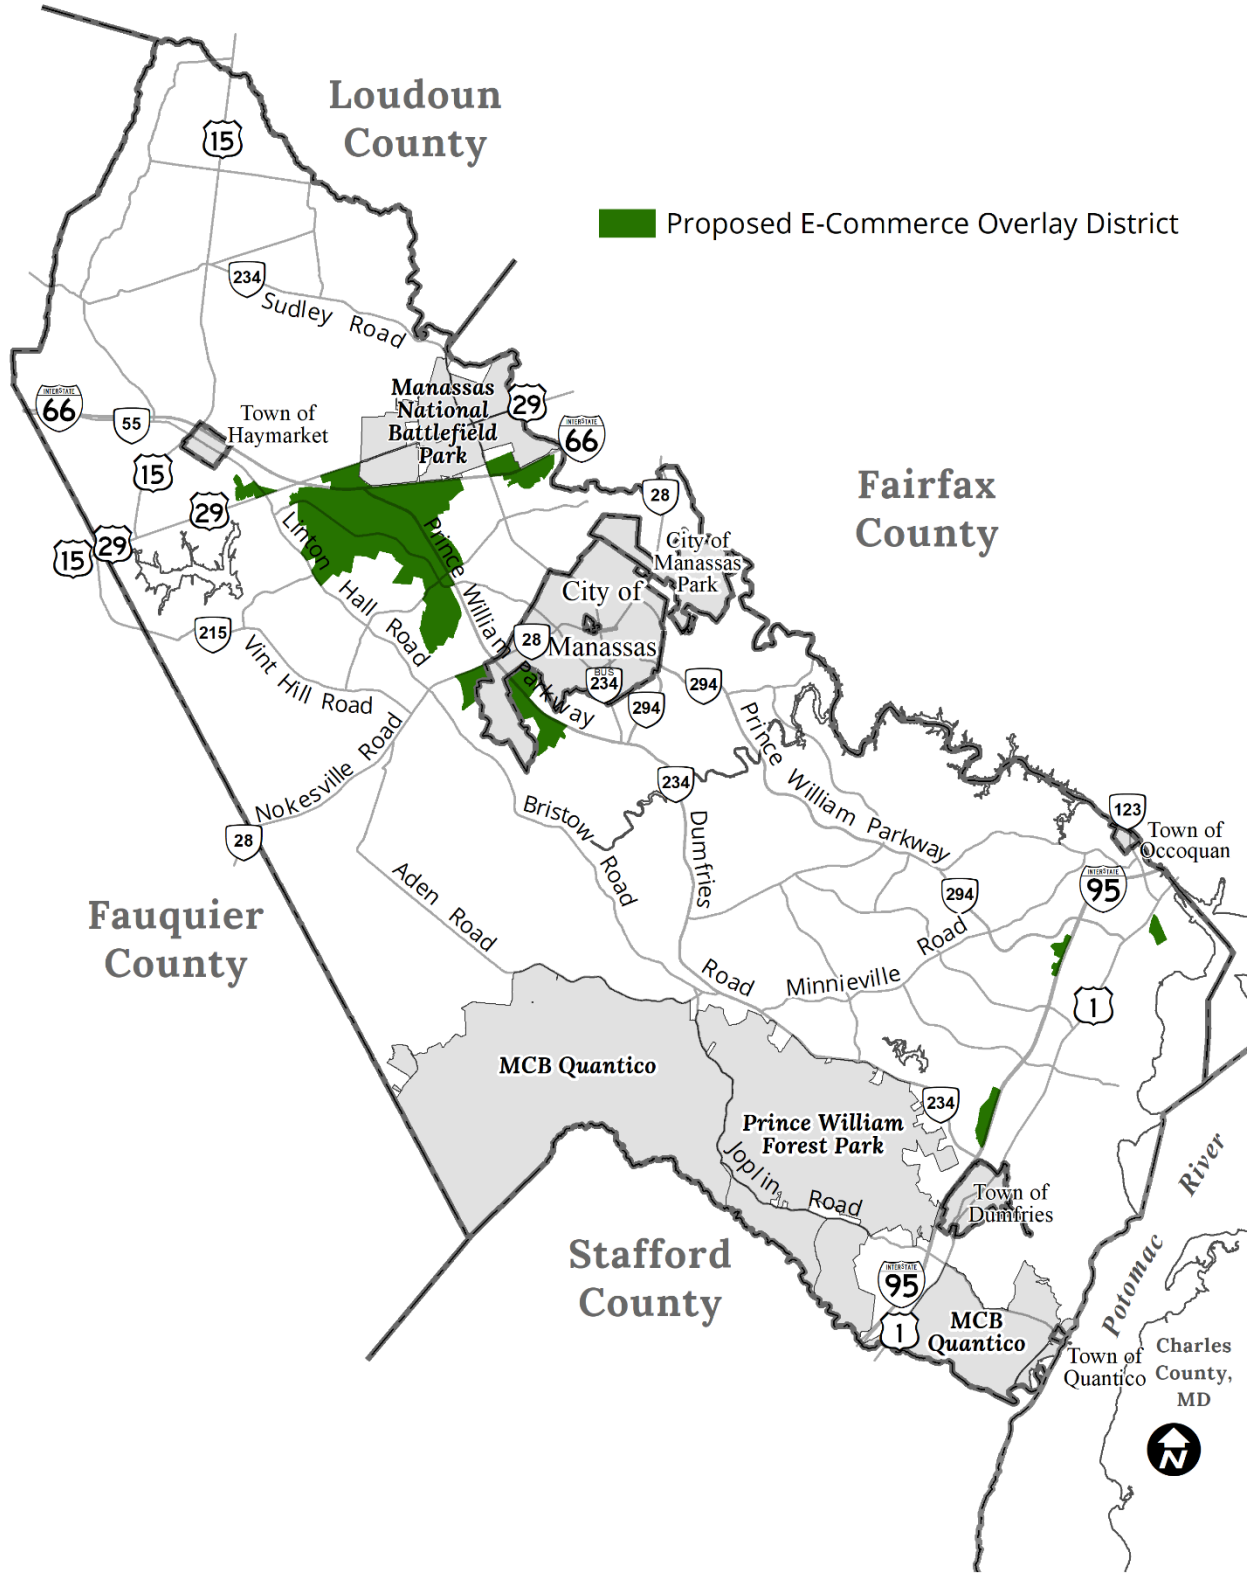 Loudoun
County
15
Proposed E-Commerce Overlay District
234
Sudley Road
Manassas
National
Battlefield
Park
29
INTERSTATE
66
55
Town of
Haymarket
INTERSTATE
66
15
29
28
Fairfax
County
15
29
Linton Hall Road
Prince William Parkway
City of
Manassas
Park
City of
Manassas
28
215
Vint Hill Road
BUS
234
294
294
Nokesville Road
28
234
Prince William Parkway
Bristow Road
Dumfries Road
123
Town of
Occoquan
INTERSTATE
95
294
Aden Road
Fauquier
County
Minnieville Road
1
MCB Quantico
Prince William
Forest Park
234
Joplin Road
Town of
Dumfries
Stafford
County
INTERSTATE
95
1
MCB
Quantico
Potomac River
Town of
Quantico
Charles
County,
MD
N